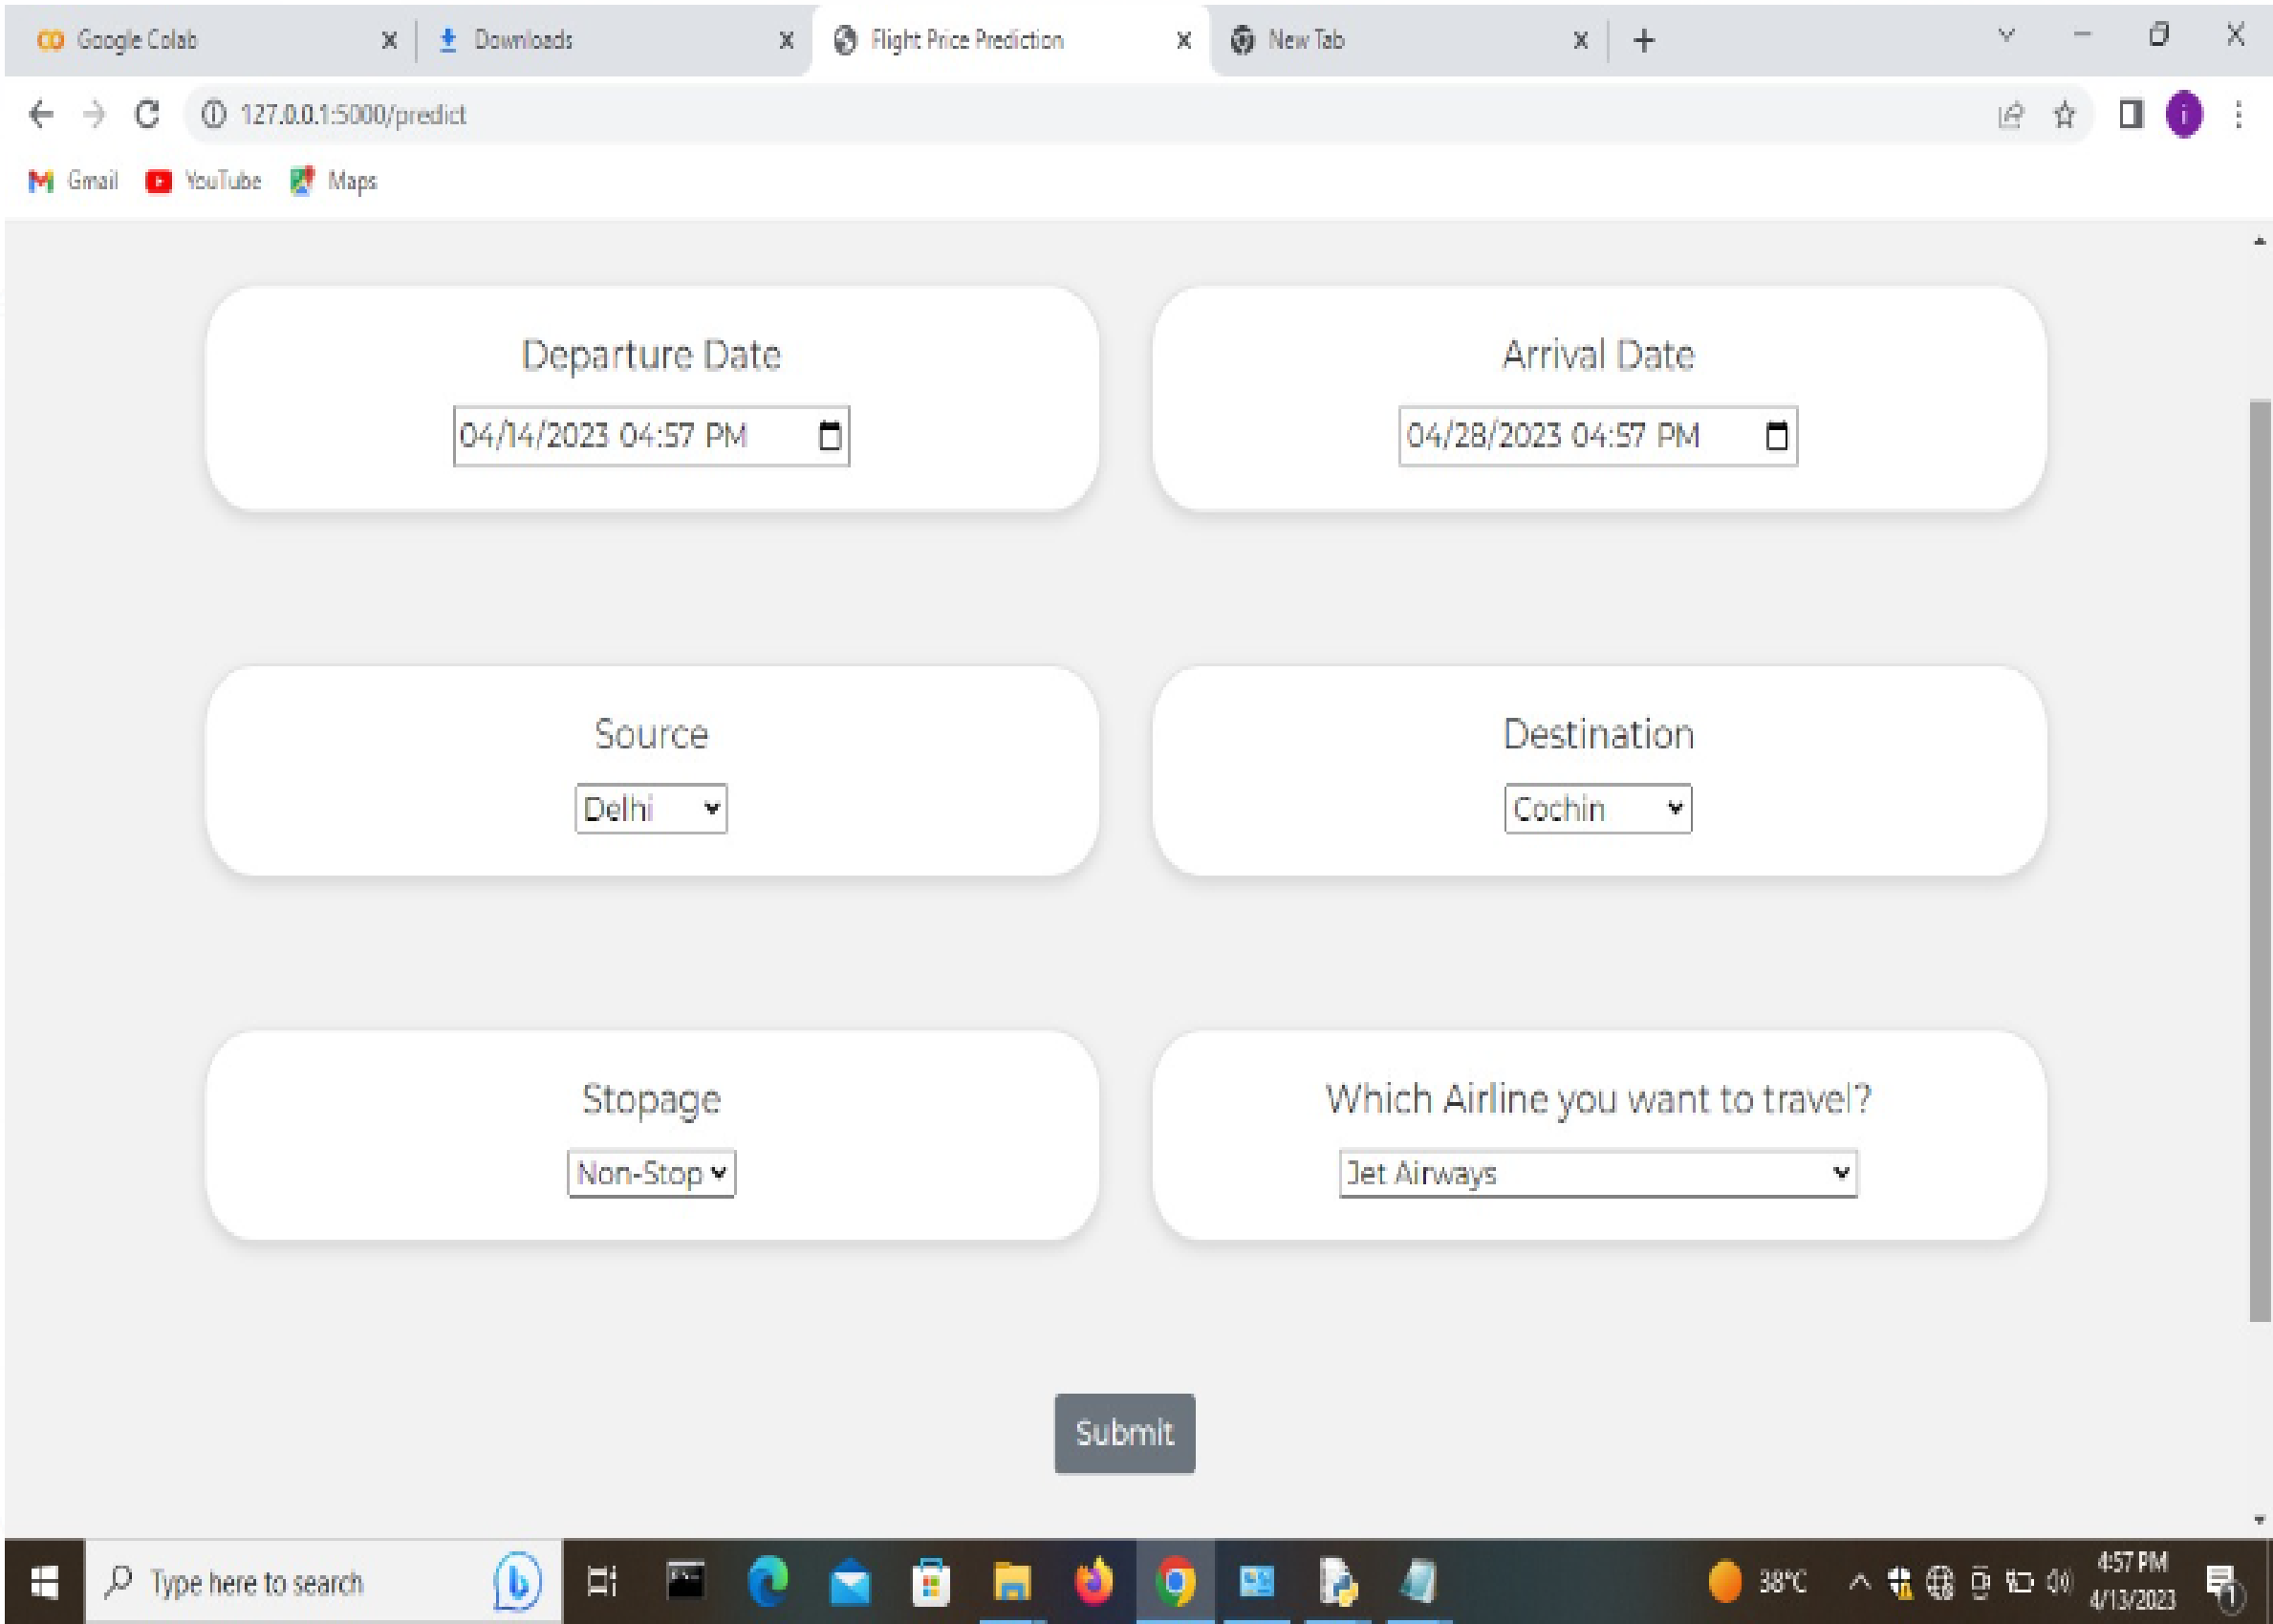 Google Colab Downloads Flight Price Prediction New Tab
127.0.0.1:5000/predict
i
Gmail YouTube Maps
Departure Date Arrival Date
04/14/2023 04:57 PM 04/28/2023 04:57 PM
Source Destination
Delhi Cochin
Stopage Which Airline you want to travel?
Non-Stop Jet Airways
Submit
Type here to search 38°C 4:57 PM
4/13/2023
1